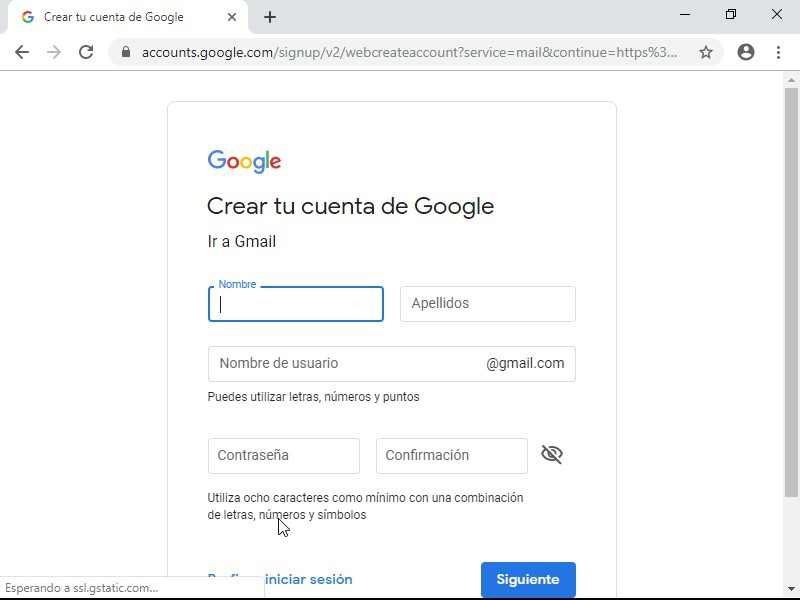 Crear tu cuenta de Google
accounts.google.com/signup/v2/webcreateaccount?service=mail&continue=https%3...
Google
Crear tu cuenta de Google
Ir a Gmail
Nombre
Apellidos
Nombre de usuario @gmail.com
Puedes utilizar letras, números y puntos
Contraseña Confirmación
Utiliza ocho caracteres como mínimo con una combinación
de letras, números y símbolos
iniciar sesión Siguiente
Esperando a ssl.gstatic.com...